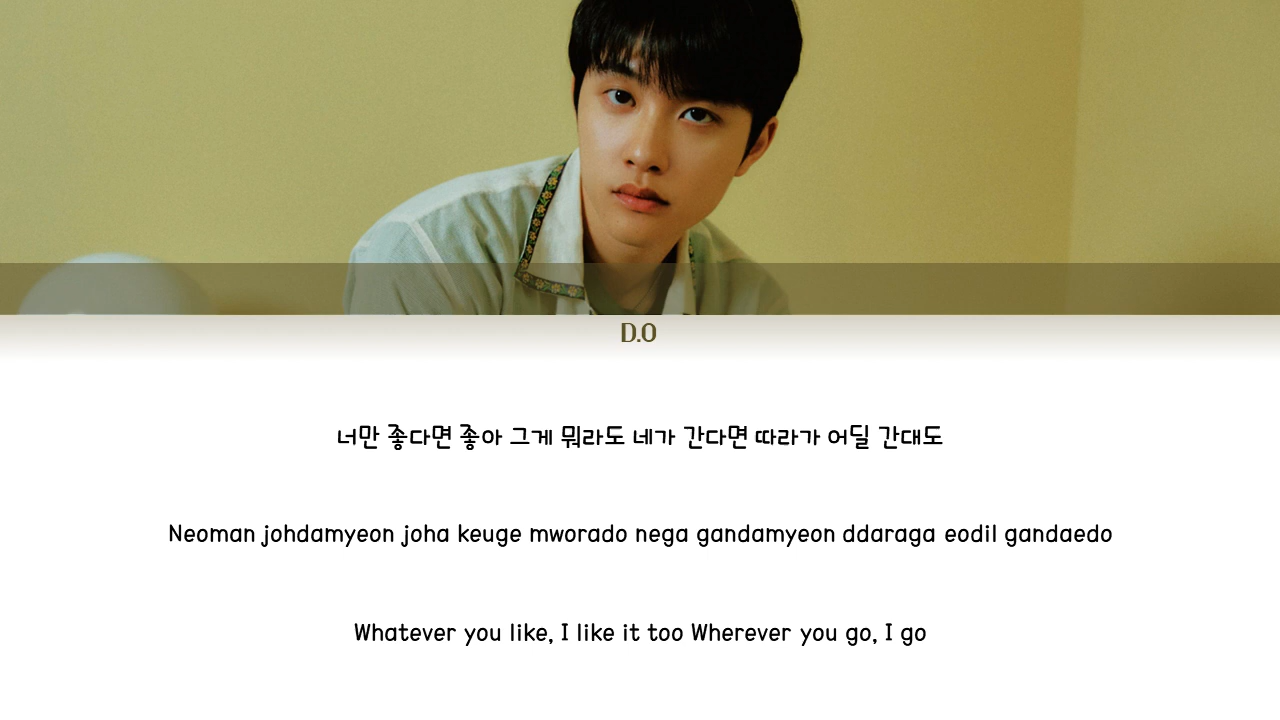 D.O
너만 좋다면 좋아 그게 뭐라도 네가 간다면 따라가 어딜 간대도
Neoman johdamyeon joha keuge mworado nega gandamyeon ddaraga eodil gandaedo
Whatever you like, I like it too Wherever you go, I go